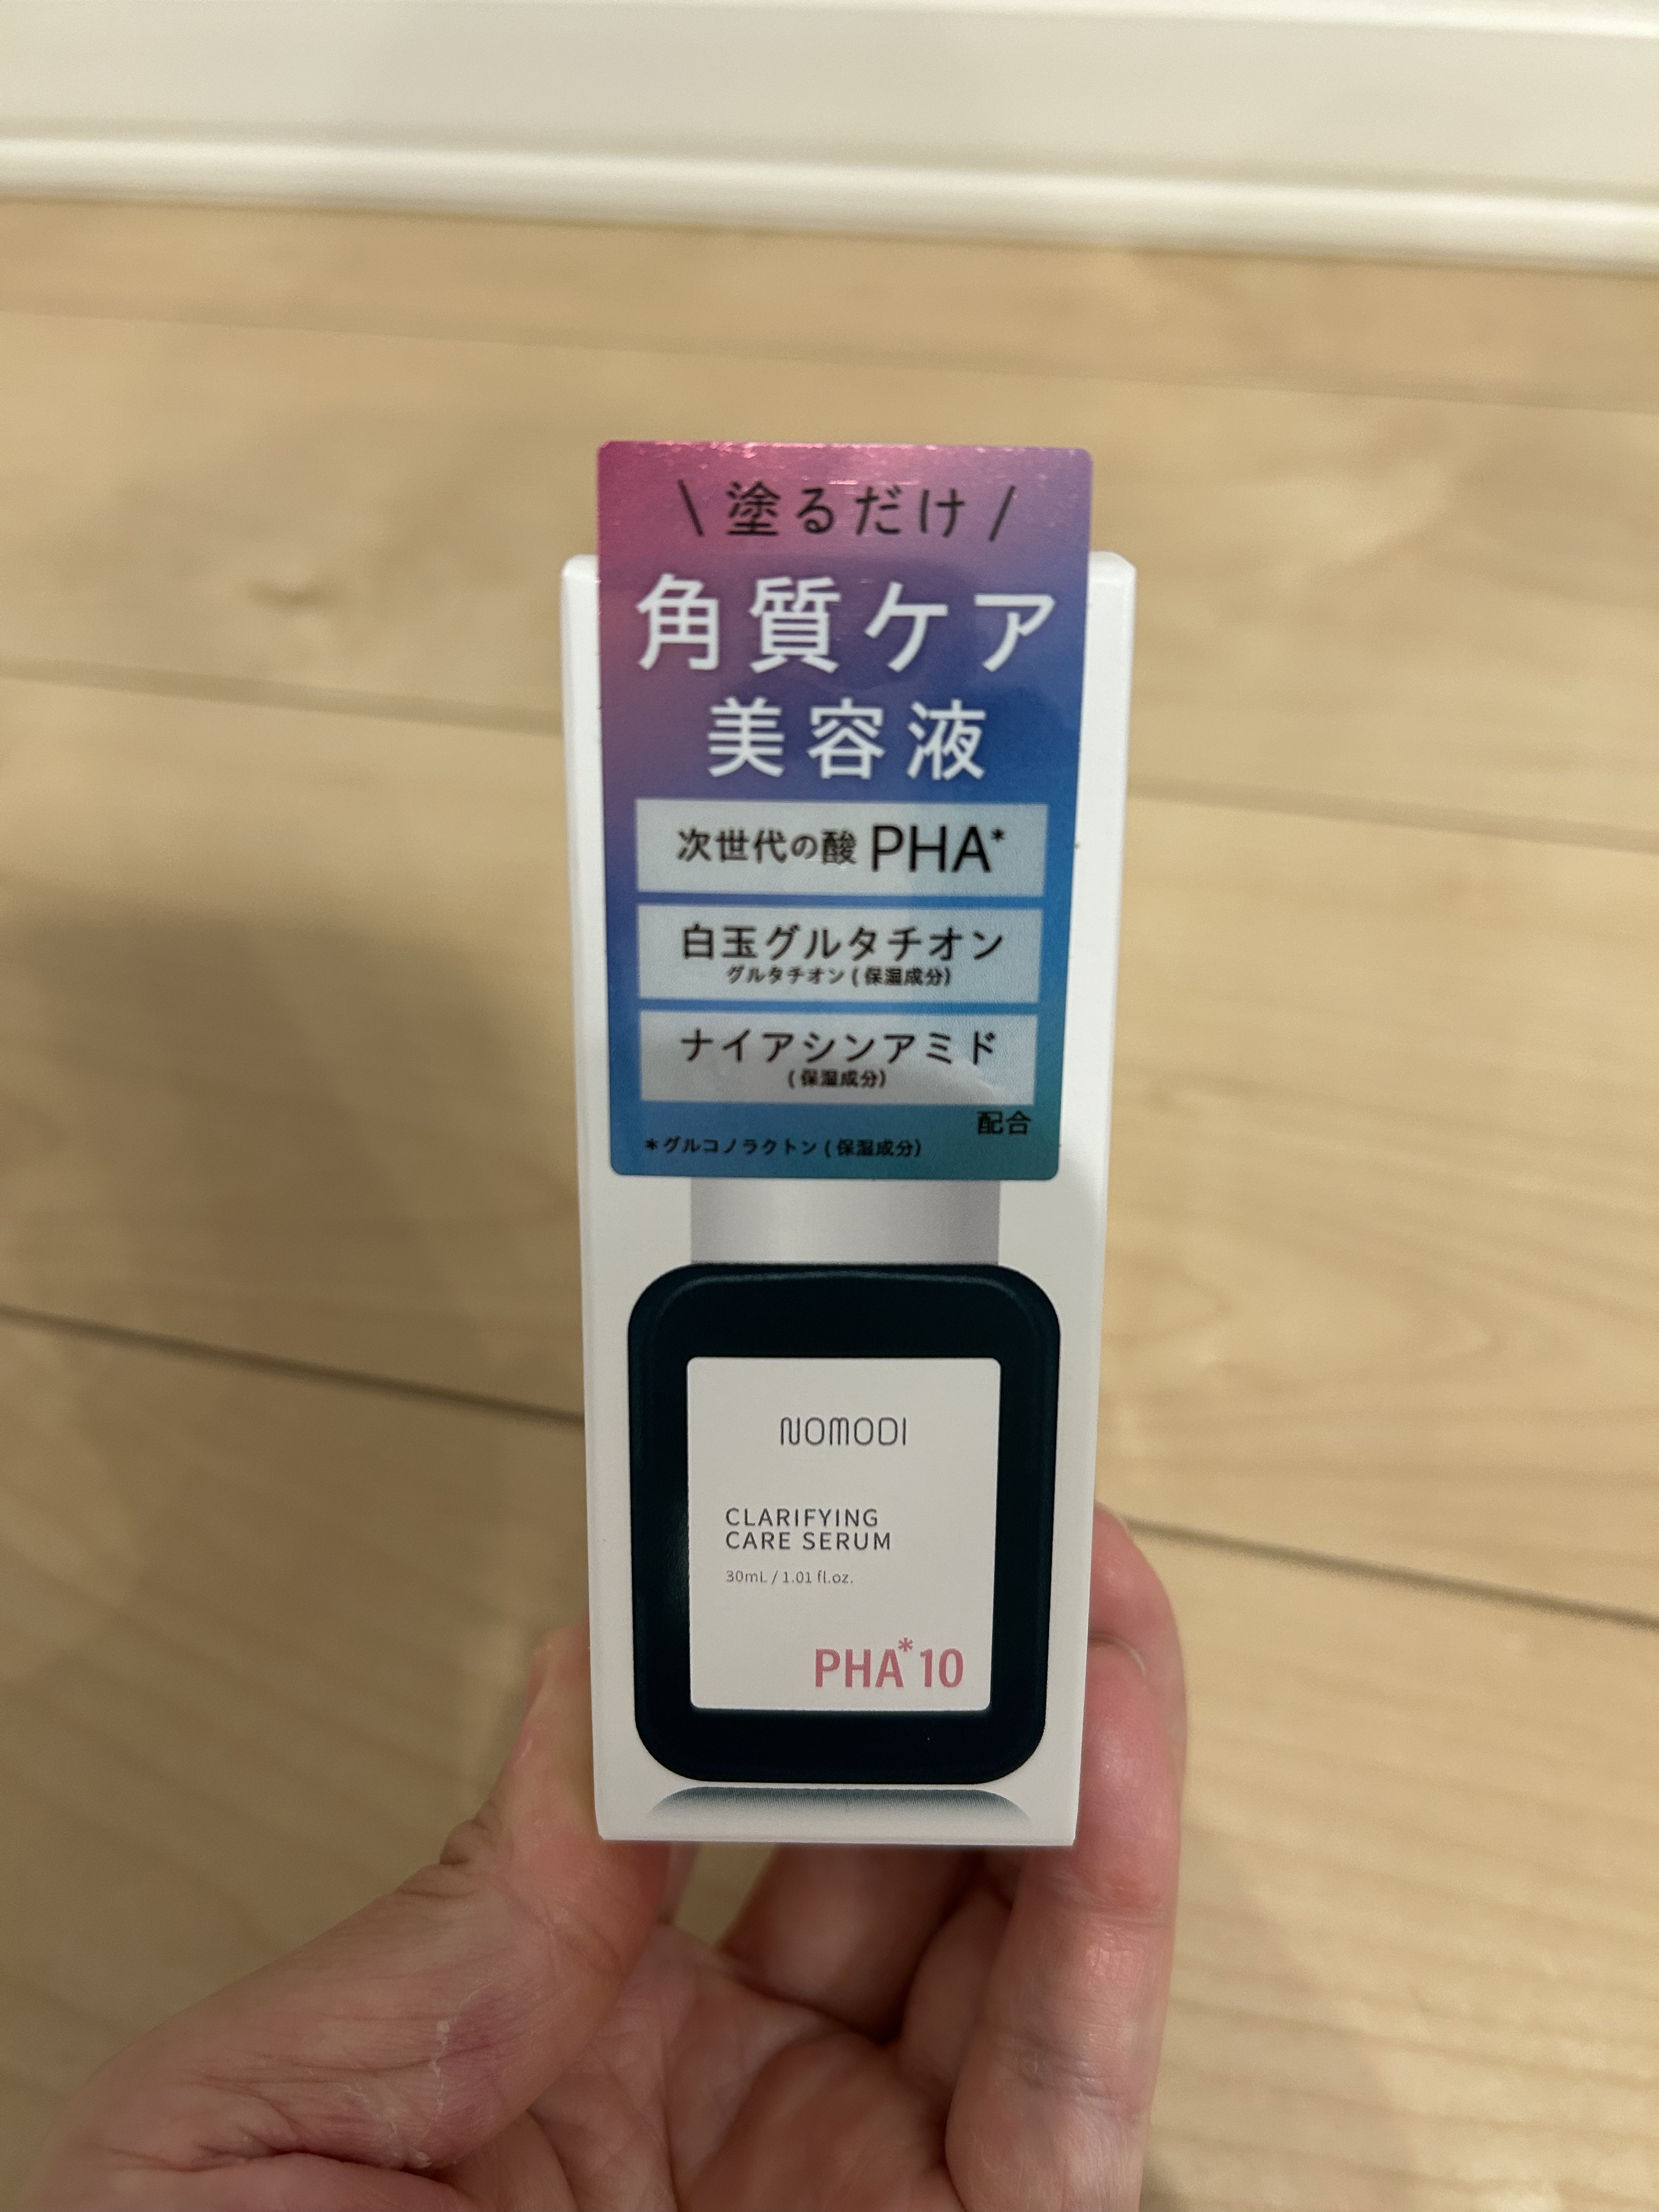 \ 塗るだけ /
角質ケア
美容液
次世代の酸 PHA*
白玉グルタチオン
グルタチオン(保湿成分)
ナイアシンアミド
(保湿成分)
配合
*グルコノラクトン(保湿成分)
NOMODI
CLARIFYING
CARE SERUM
30mL / 1.01 fl.oz.
PHA*10